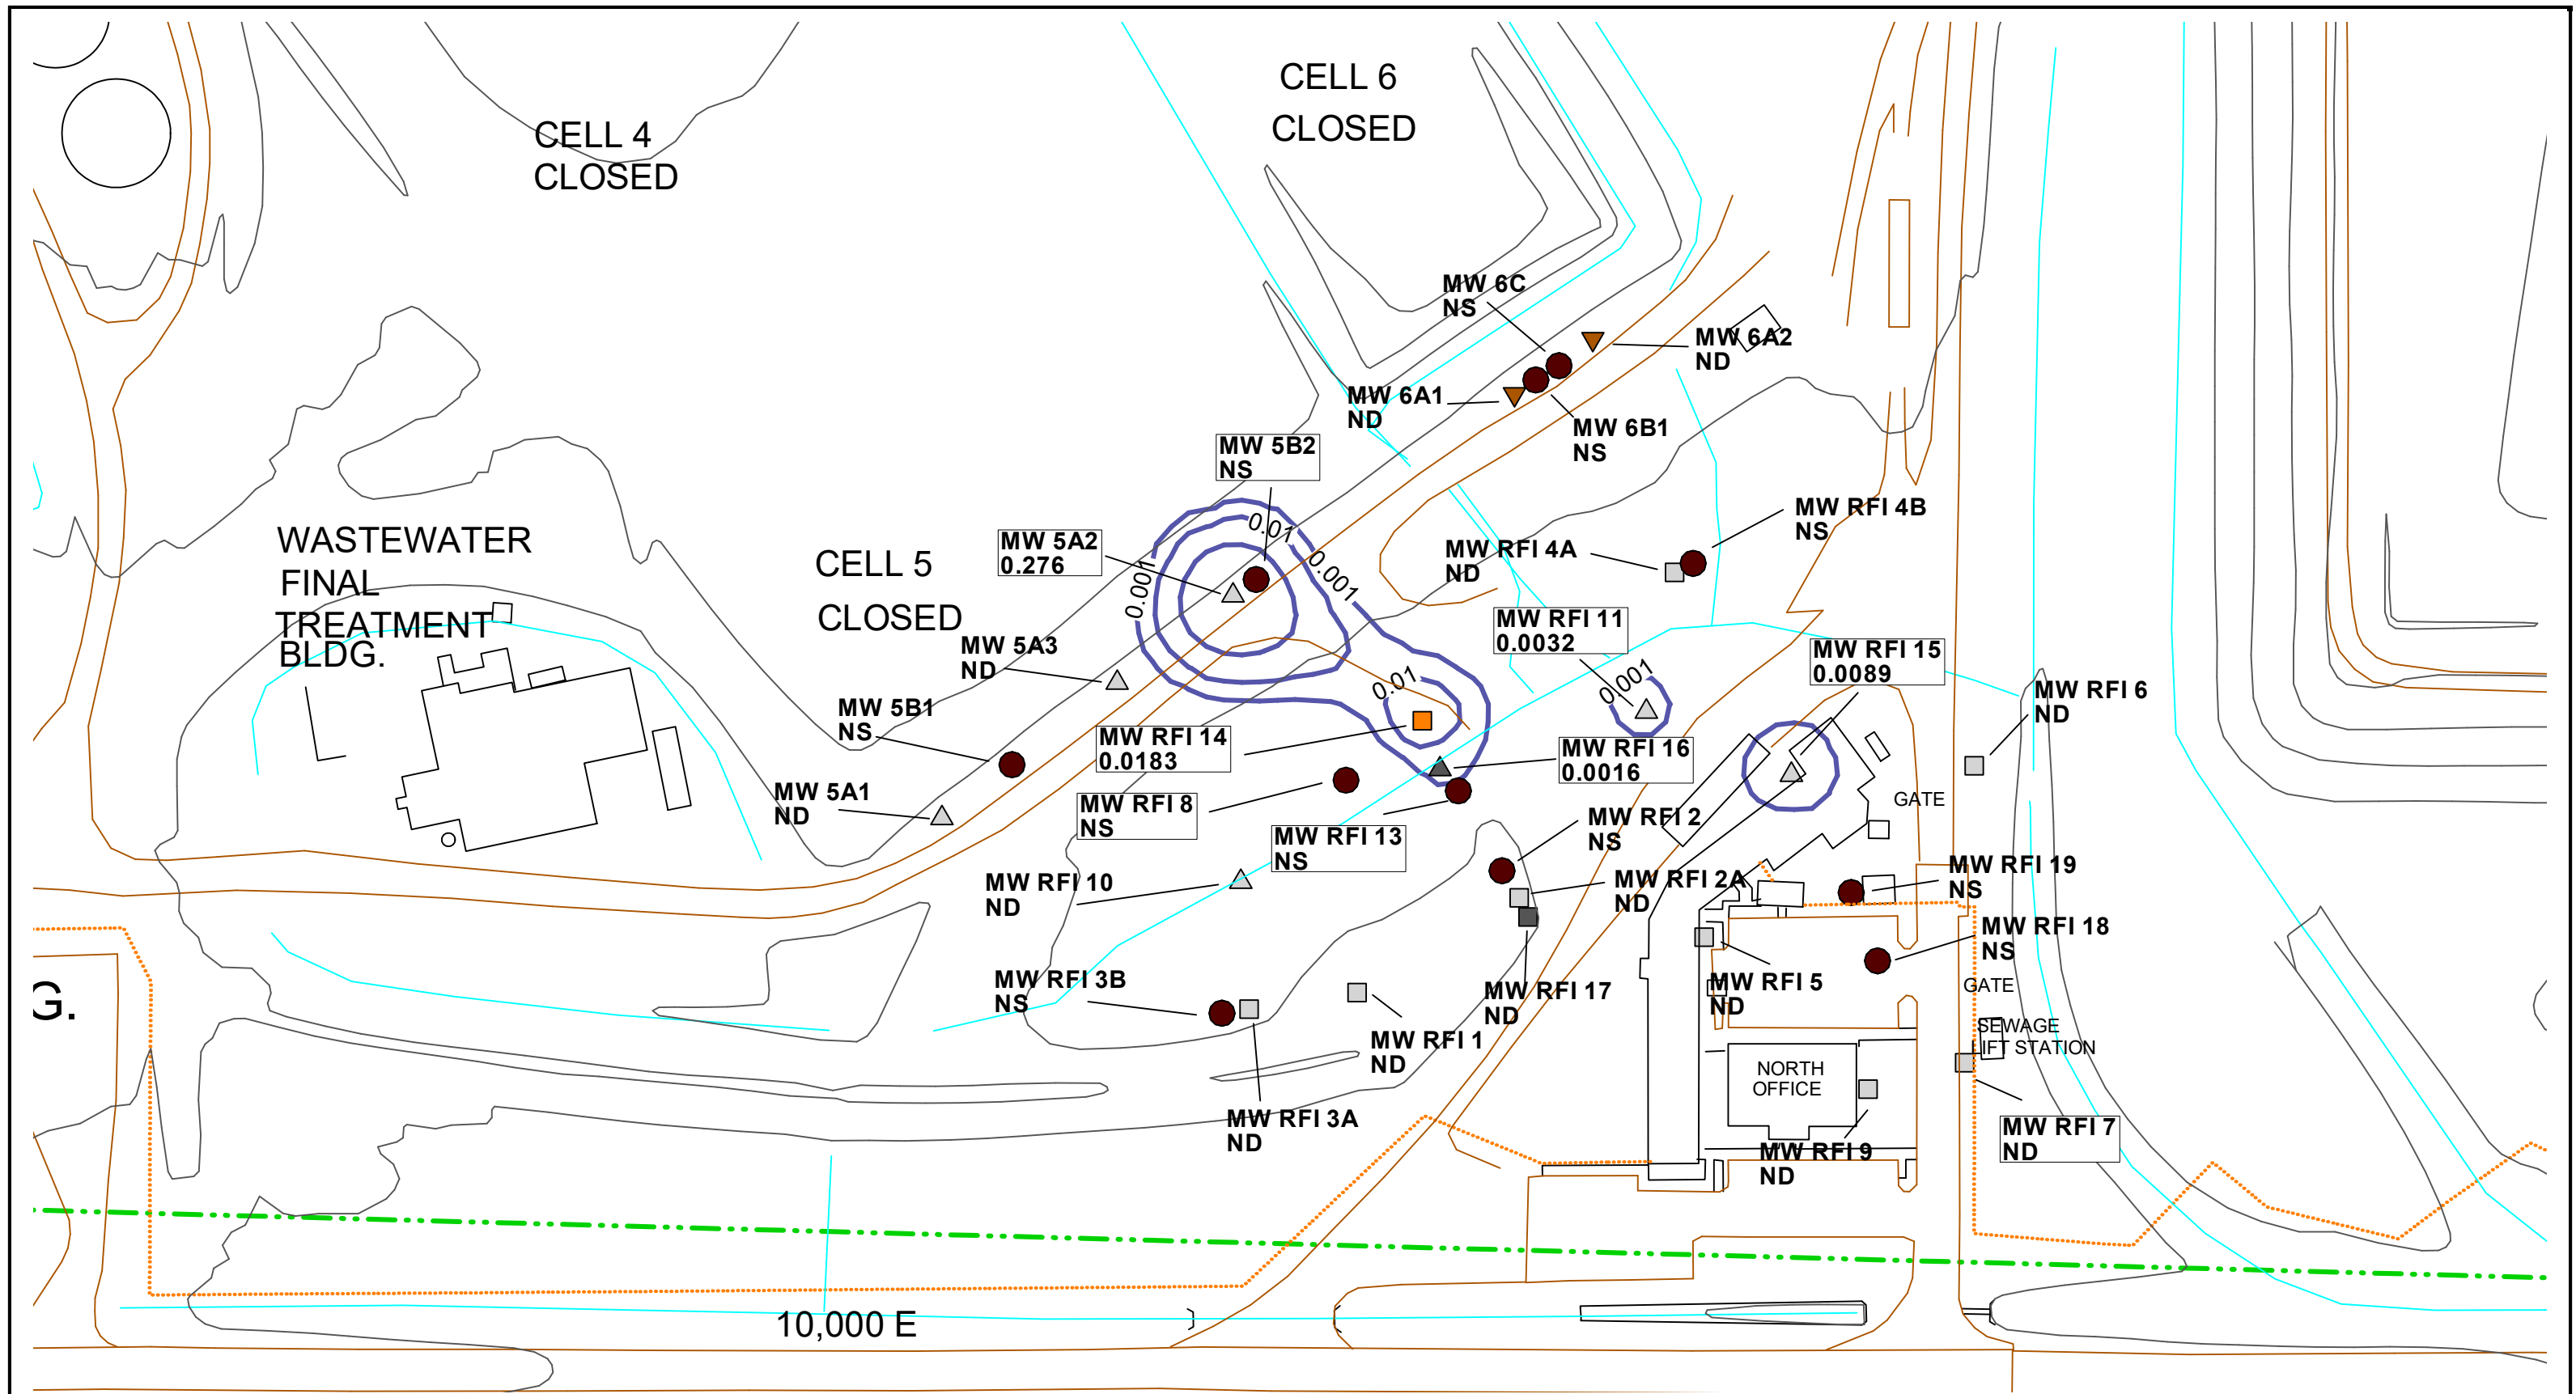 CELL 6
CLOSED
CELL 4
CLOSED
MW 6C
NS
MW 6A2
ND
MW 6A1
ND
MW 6B1
NS
MW 5B2
NS
MW RFI 4B
NS
0.01
MW 5A2
0.276
WASTEWATER
FINAL
TREATMENT
BLDG.
CELL 5
CLOSED
0.001
0.001
MW RFI 4A
ND
MW RFI 11
0.0032
MW RFI 15
0.0089
MW 5A3
ND
0.01
0.001
MW RFI 6
ND
MW 5B1
NS
MW RFI 14
0.0183
MW RFI 16
0.0016
MW 5A1
ND
MW RFI 8
NS
MW RFI 13
NS
MW RFI 2
NS
GATE
MW RFI 10
ND
MW RFI 2A
ND
MW RFI 19
NS
MW RFI 18
NS
G.
MW RFI 3B
NS
MW RFI 17
ND
MW RFI 5
ND
GATE
SEWAGE
LIFT STATION
MW RFI 1
ND
NORTH
OFFICE
MW RFI 3A
ND
MW RFI 9
ND
MW RFI 7
ND
10,000 E